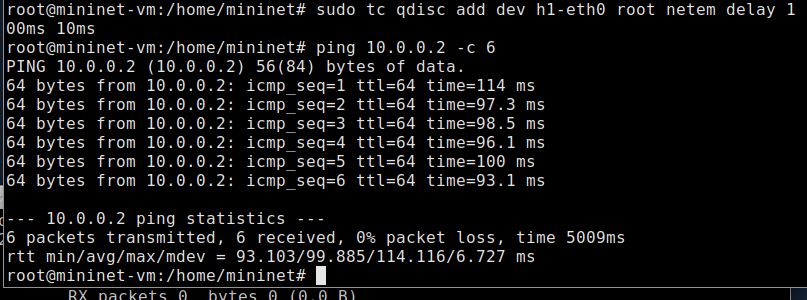 root@mininet-vm:/home/mininet# sudo tc qdisc add dev h1-eth0 root netem delay 1
00ms 10ms
root@mininet-vm:/home/mininet# ping 10.0.0.2 -c 6
PING 10.0.0.2 (10.0.0.2) 56(84) bytes of data.
64 bytes from 10.0.0.2: icmp_seq=1 ttl=64 time=114 ms
64 bytes from 10.0.0.2: icmp_seq=2 ttl=64 time=97.3 ms
64 bytes from 10.0.0.2: icmp_seq=3 ttl=64 time=98.5 ms
64 bytes from 10.0.0.2: icmp_seq=4 ttl=64 time=96.1 ms
64 bytes from 10.0.0.2: icmp_seq=5 ttl=64 time=100 ms
64 bytes from 10.0.0.2: icmp_seq=6 ttl=64 time=93.1 ms

--- 10.0.0.2 ping statistics ---
6 packets transmitted, 6 received, 0% packet loss, time 5009ms
rtt min/avg/max/mdev = 93.103/99.885/114.116/6.727 ms
root@mininet-vm:/home/mininet#
RX packets 0 bytes 0 (0.0 B)